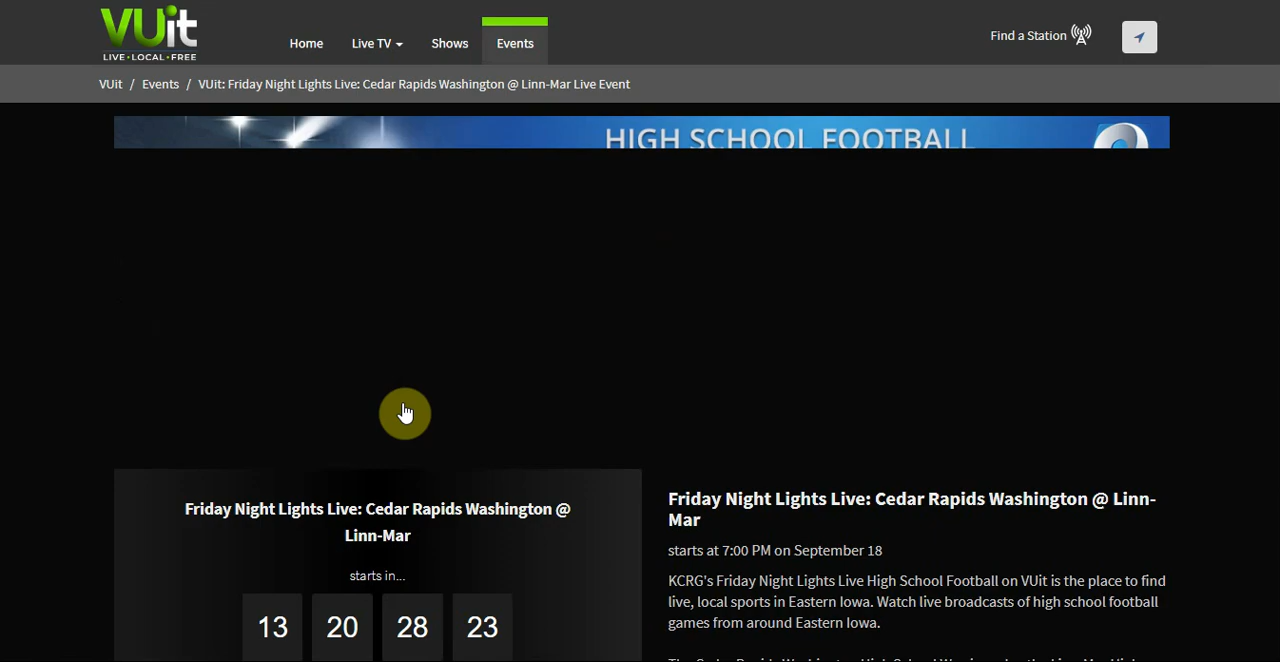 VUit
LIVE•LOCAL•FREE
Home
Live TV
Shows
Events
Find a Station
VUit / Events / VUit: Friday Night Lights Live: Cedar Rapids Washington @ Linn-Mar Live Event
HIGH SCHOOL FOOTBALL
Friday Night Lights Live: Cedar Rapids Washington @
Linn-Mar
starts in...
13 20 28 23
Friday Night Lights Live: Cedar Rapids Washington @ Linn-
Mar
starts at 7:00 PM on September 18
KCRG's Friday Night Lights Live High School Football on VUit is the place to find
live, local sports in Eastern Iowa. Watch live broadcasts of high school football
games from around Eastern Iowa.